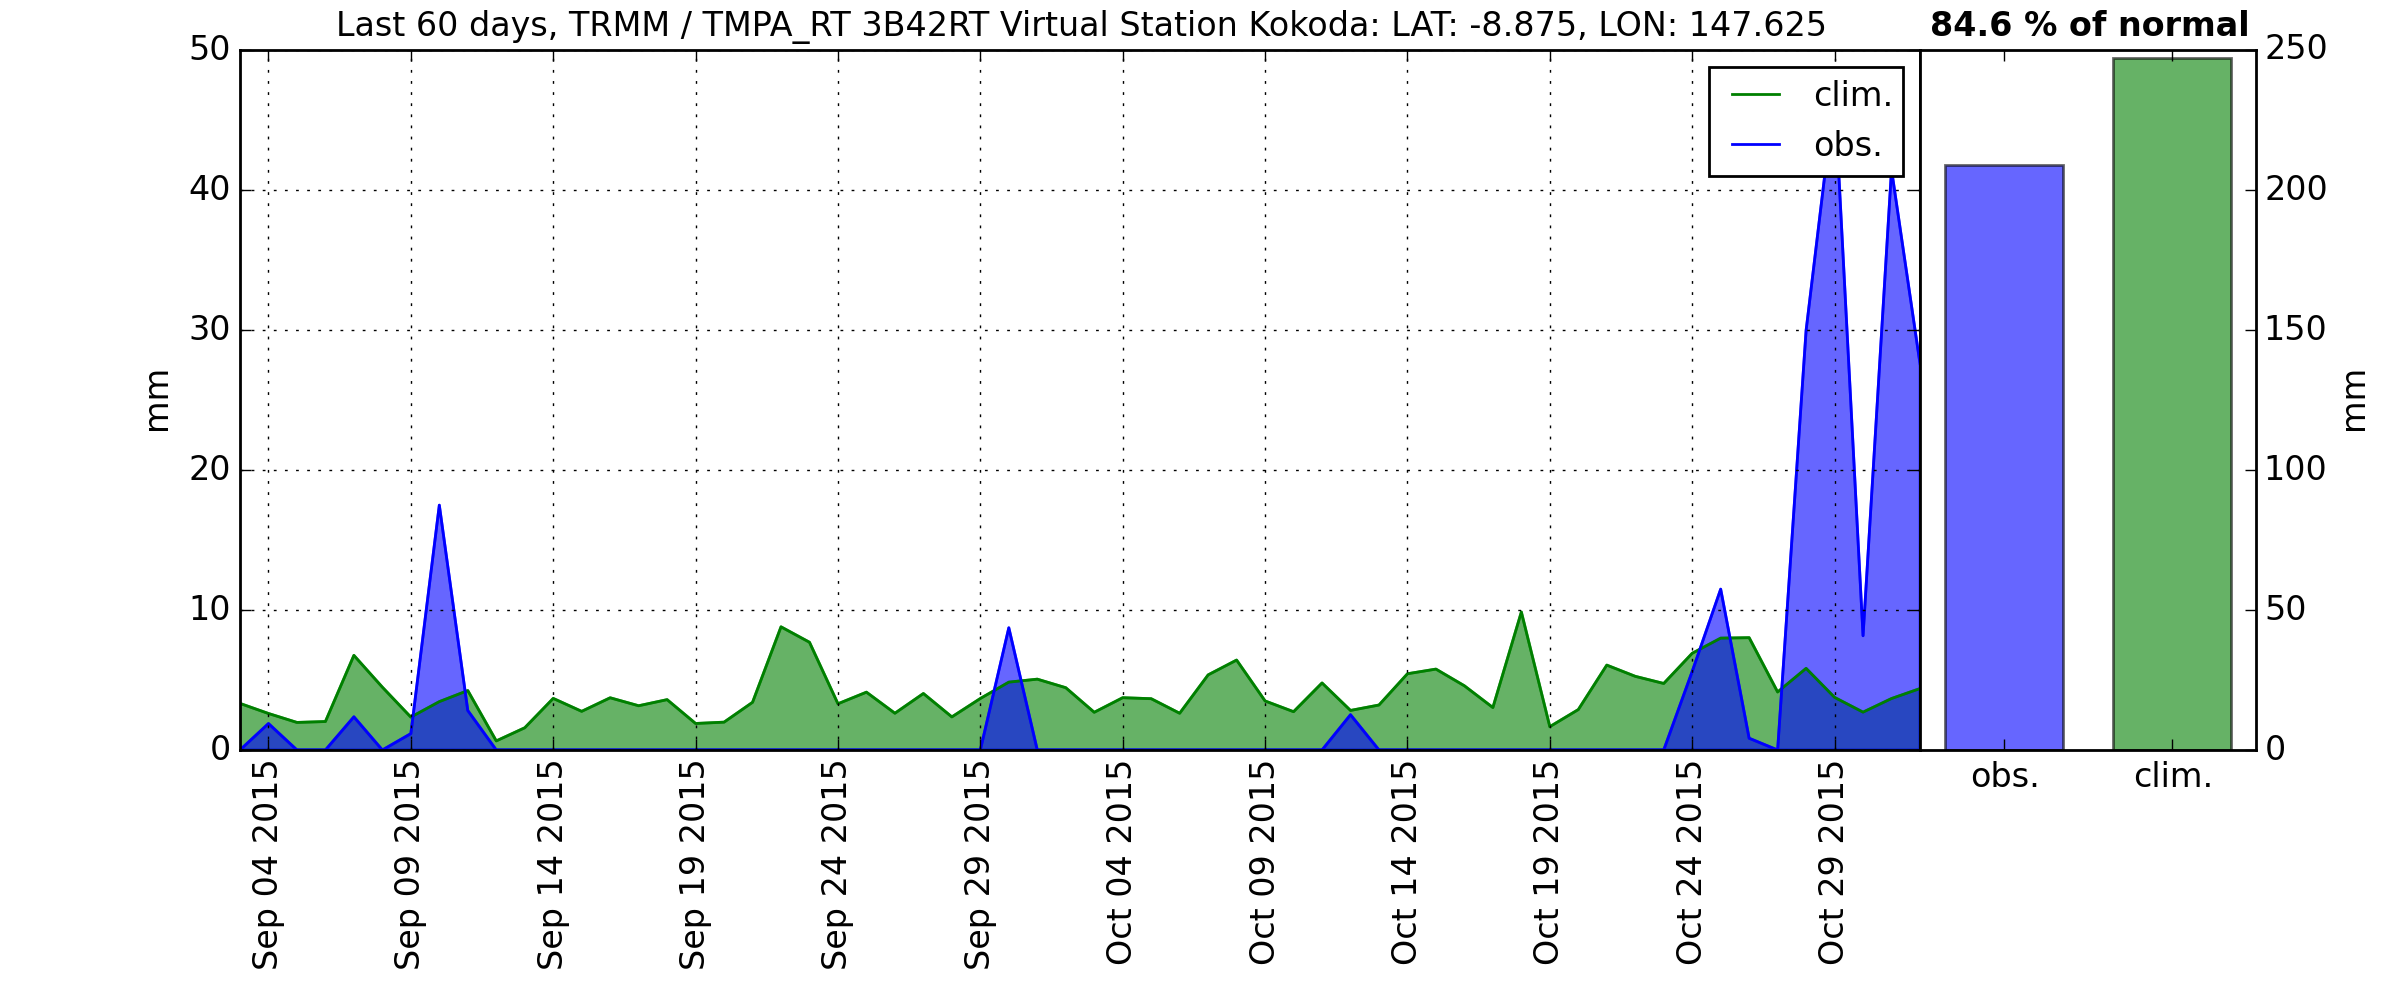 Last 60 days, TRMM / TMPA_RT 3B42RT Virtual Station Kokoda: LAT: -8.875, LON: 147.625
84.6 % of normal
50
40
30
20
10
0
mm
clim.
obs.
250
200
150
100
50
0
mm
obs.
clim.
Sep 04 2015
Sep 09 2015
Sep 14 2015
Sep 19 2015
Sep 24 2015
Sep 29 2015
Oct 04 2015
Oct 09 2015
Oct 14 2015
Oct 19 2015
Oct 24 2015
Oct 29 2015